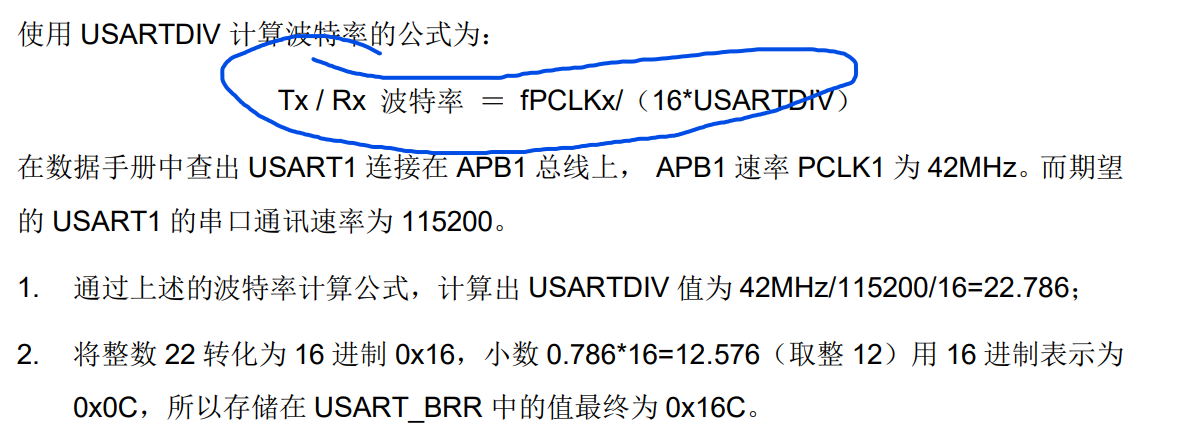 使用 USARTDIV 计算波特率的公式为：
Tx / Rx 波特率 ＝ fPCLKx/（16*USARTDIV）
在数据手册中查出 USART1 连接在 APB1 总线上， APB1 速率 PCLK1 为 42MHz。而期望
的 USART1 的串口通讯速率为 115200。
1. 通过上述的波特率计算公式，计算出 USARTDIV 值为 42MHz/115200/16=22.786；
2. 将整数 22 转化为 16 进制 0x16，小数 0.786*16=12.576（取整 12）用 16 进制表示为
0x0C，所以存储在 USART_BRR 中的值最终为 0x16C。